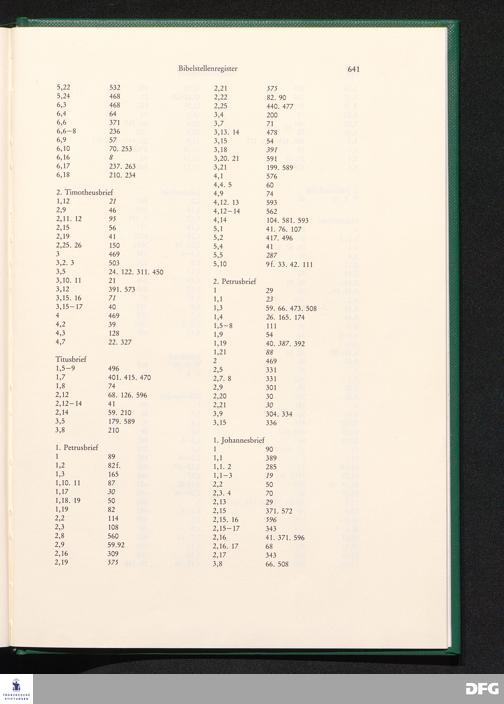 Bibelstellenregister 641
5,22 532
5,24 468
6,3 468
6,4 64
6,6 371
6,6–8 236
6,9 57
6,10 70. 253
6,16 8
6,17 237. 263
6,18 210. 234
2. Timotheusbrief
1,12 21
2,9 46
2,11. 12 95
2,15 56
2,19 41
2,25. 26 150
3 469
3,2. 3 503
3,5 24. 122. 311. 450
3,10. 11 21
3,12 391. 573
3,15. 16 71
3,15–17 40
4 469
4,2 39
4,3 128
4,7 22. 327
Titusbrief
1,5–9 496
1,7 401. 415. 470
1,8 74
2,12 68. 126. 596
2,12–14 41
2,14 59. 210
3,5 179. 589
3,8 210
1. Petrusbrief
1 89
1,2 82f.
1,3 165
1,10. 11 87
1,17 30
1,18. 19 50
1,19 82
2,2 114
2,3 108
2,8 560
2,9 59.92
2,16 309
2,19 375
2,21 375
2,22 82. 90
2,25 440. 477
3,4 200
3,7 71
3,13. 14 478
3,15 54
3,18 391
3,20. 21 591
3,21 199. 589
4,1 576
4,4. 5 60
4,9 74
4,12. 13 593
4,12–14 562
4,14 104. 581. 593
5,1 41. 76. 107
5,2 417. 496
5,4 41
5,5 287
5,10 9f. 33. 42. 111
2. Petrusbrief
1 29
1,1 23
1,3 59. 66. 473. 508
1,4 26. 165. 174
1,5–8 111
1,9 54
1,19 40. 387. 392
1,21 88
2 469
2,5 331
2,7. 8 331
2,9 301
2,20 30
2,21 30
3,9 304. 334
3,15 336
1. Johannesbrief
1 90
1,1 389
1,1. 2 285
1,1–3 19
2,2 50
2,3. 4 70
2,13 29
2,15 371. 572
2,15. 16 596
2,15–17 343
2,16 41. 371. 596
2,16. 17 68
2,17 343
3,8 66. 508
FRANCKESCHE
STIFTUNGEN
DFG